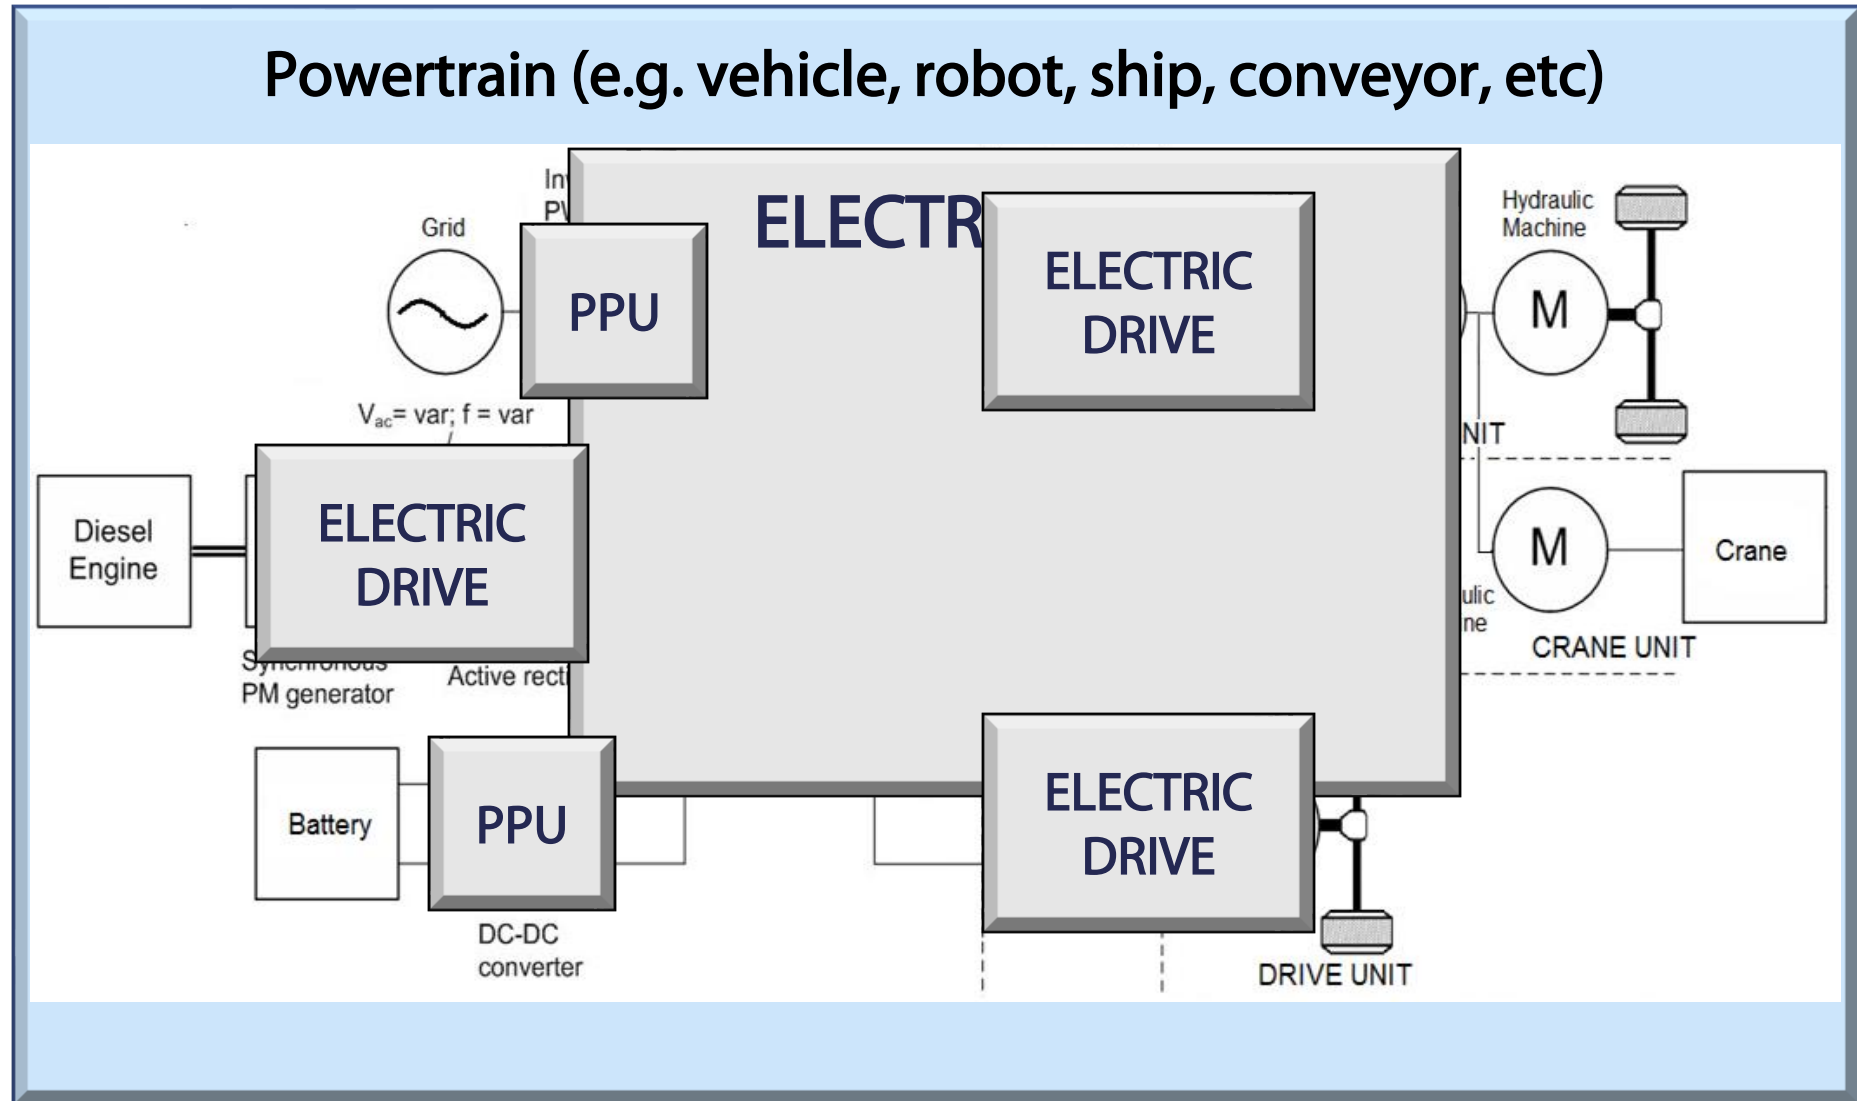 Powertrain (e.g. vehicle, robot, ship, conveyor, etc)
Grid
PPU
ELECTR
ELECTRIC
DRIVE
Hydraulic
Machine
M
V_ac= var; f = var
NIT
Diesel
Engine
ELECTRIC
DRIVE
M
Crane
ulic
ne
CRANE UNIT
Synchronous
PM generator
Active recti
Battery
PPU
ELECTRIC
DRIVE
DC-DC
converter
DRIVE UNIT